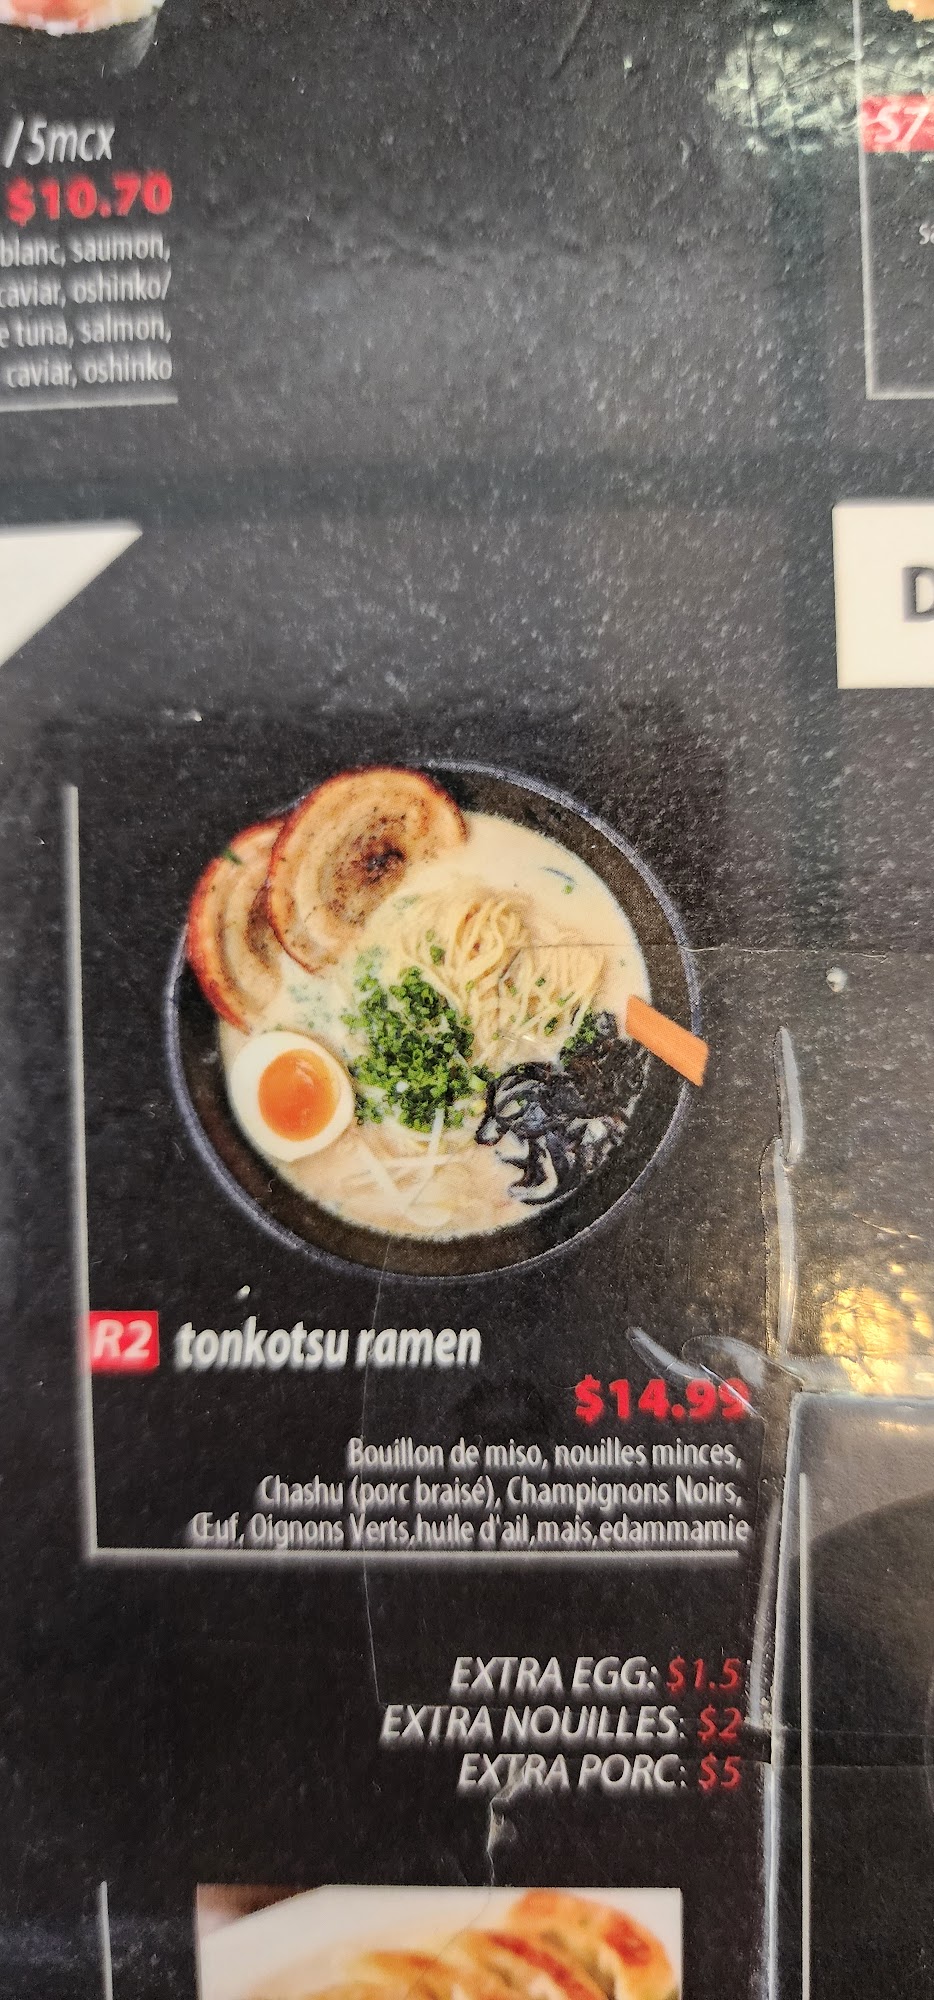 /5mcx
$10.70
blanc, saumon,
caviar, oshinko/
tuna, salmon,
caviar, oshinko
S7
R2 tonkotsu ramen
$14.99
Bouillon de miso, nouilles minces,
Chashu (porc braisé), Champignons Noirs,
Œuf, Oignons Verts,huile d'ail,mais,edammamie
EXTRA EGG: $1.5
EXTRA NOUILLES: $2
EXTRA PORC: $5